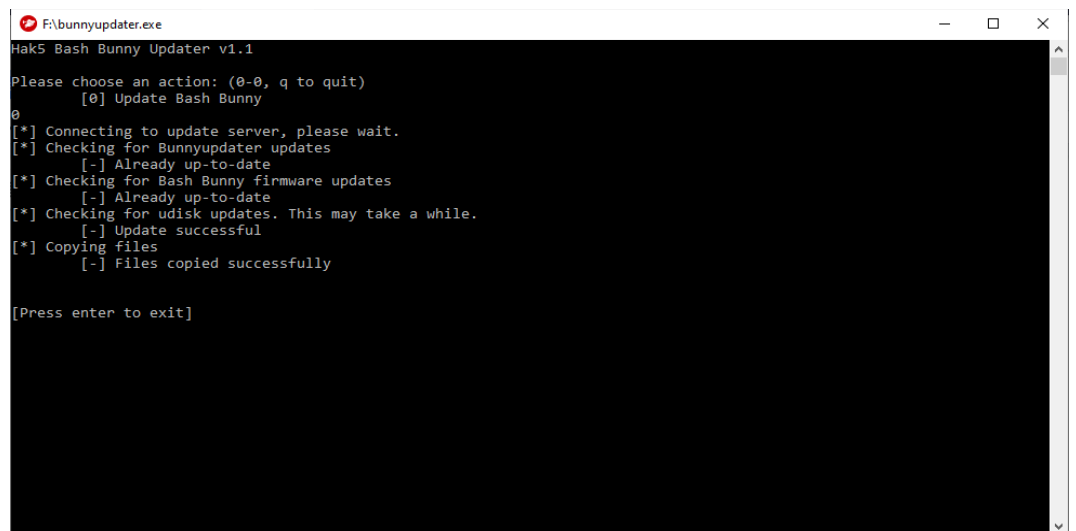 F:\bunnyupdater.exe
Hak5 Bash Bunny Updater v1.1
Please choose an action: (0-0, q to quit)
[0] Update Bash Bunny
0
[*] Connecting to update server, please wait.
[*] Checking for Bunnyupdater updates
[-] Already up-to-date
[*] Checking for Bash Bunny firmware updates
[-] Already up-to-date
[*] Checking for udisk updates. This may take a while.
[-] Update successful
[*] Copying files
[-] Files copied successfully
[Press enter to exit]